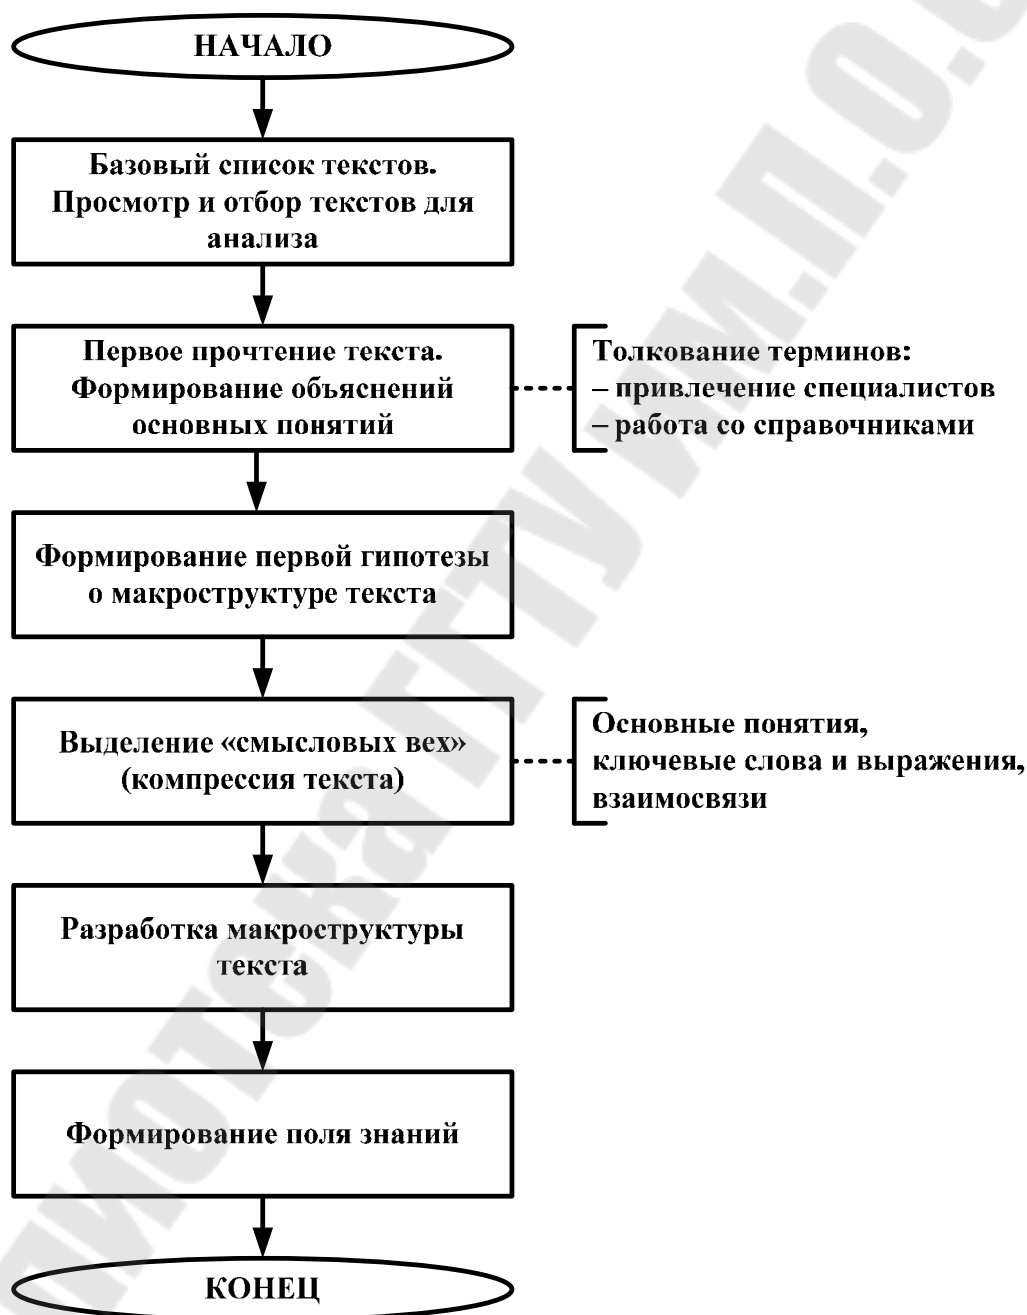 НАЧАЛО
Базовый список текстов.
Просмотр и отбор текстов для
анализа
Первое прочтение текста.
Формирование объяснений
основных понятий
Толкование терминов:
– привлечение специалистов
– работа со справочниками
Формирование первой гипотезы
о макроструктуре текста
Выделение «смысловых вех»
(компрессия текста)
Основные понятия,
ключевые слова и выражения,
взаимосвязи
Разработка макроструктуры
текста
Формирование поля знаний
КОНЕЦ
ГГТУ им.П.О.